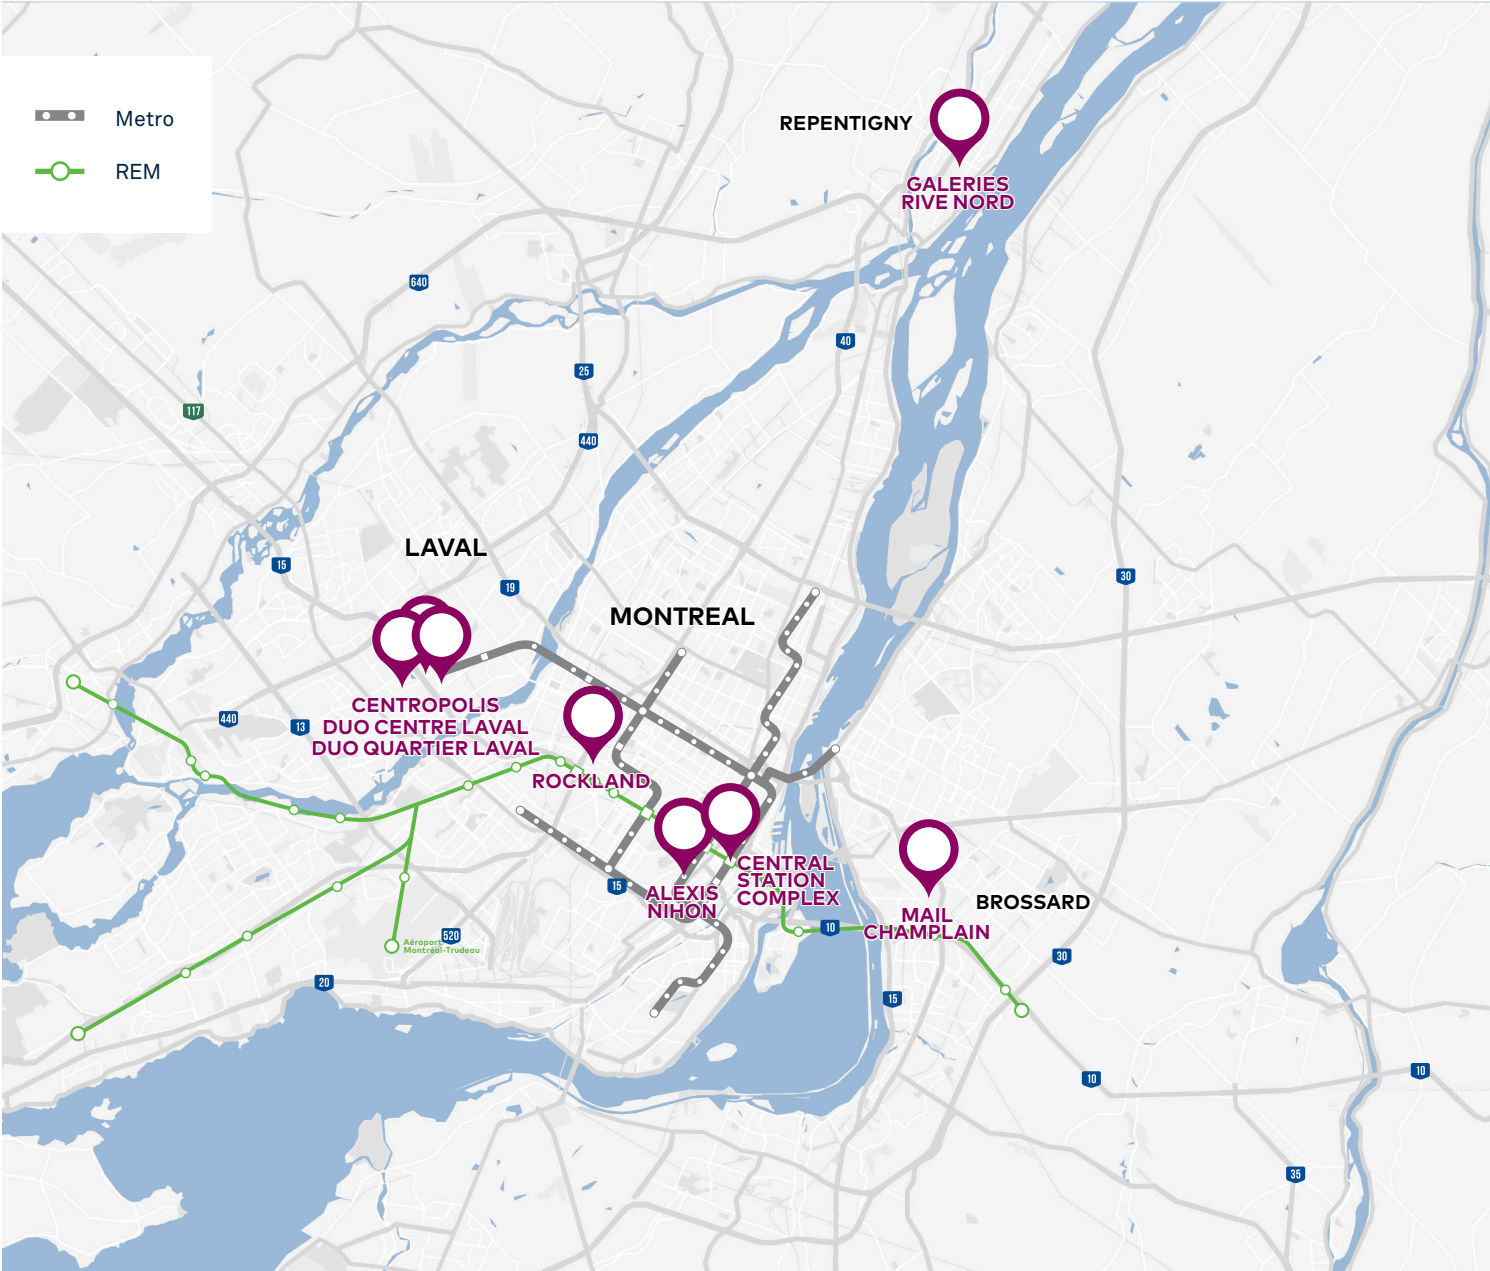 Metro
REM
REPENTIGNY
GALERIES
RIVE NORD
640
40
25
117
440
LAVAL
15
19
30
MONTREAL
CENTROPOLIS
DUO CENTRE LAVAL
DUO QUARTIER LAVAL
440
13
ROCKLAND
CENTRAL
STATION
COMPLEX
15
ALEXIS
NIHON
BROSSARD
MAIL
CHAMPLAIN
10
520
Aéroport
Montréal-Trudeau
30
20
15
10
10
35